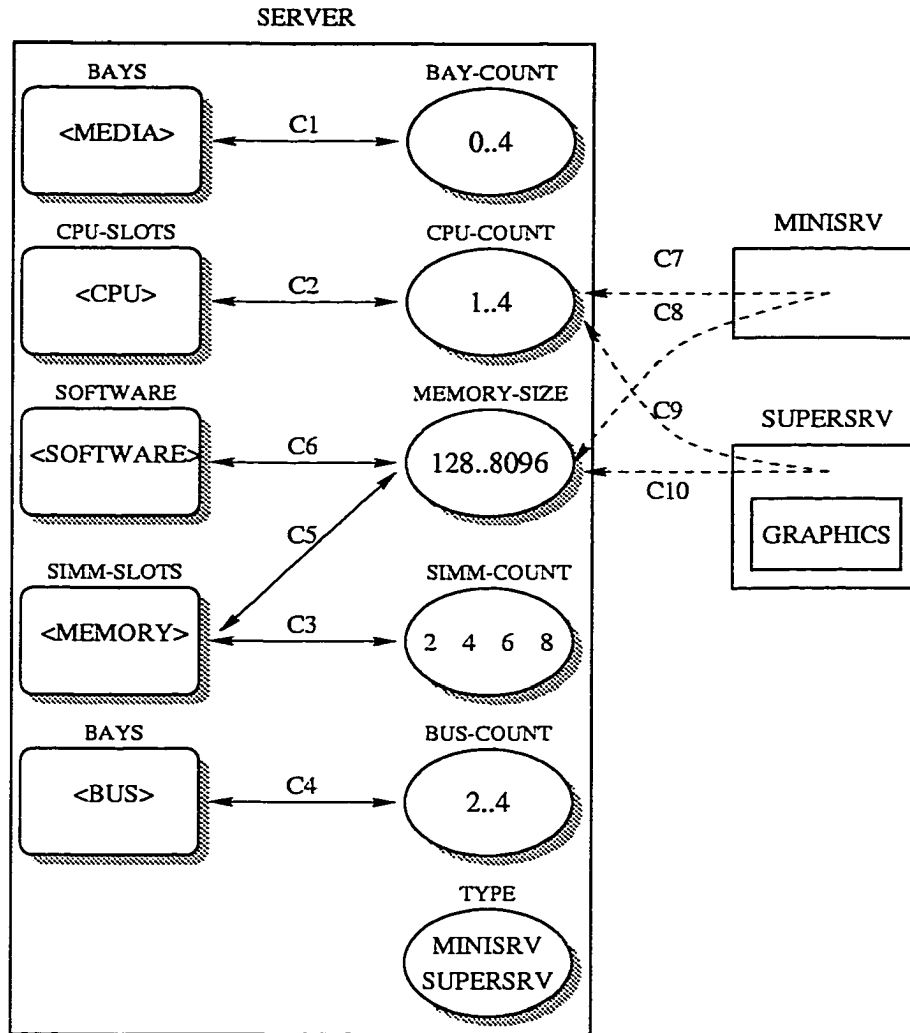 SERVER
BAYS
BAY-COUNT
<MEDIA>
C1
0..4
CPU-SLOTS
CPU-COUNT
<CPU>
C2
1..4
C7
MINISRV
C8
SOFTWARE
MEMORY-SIZE
<SOFTWARE>
C6
128..8096
C9
SUPERSRV
C10
GRAPHICS
C5
SIMM-SLOTS
SIMM-COUNT
<MEMORY>
C3
2 4 6 8
BAYS
BUS-COUNT
<BUS>
C4
2..4
TYPE
MINISRV
SUPERSRV